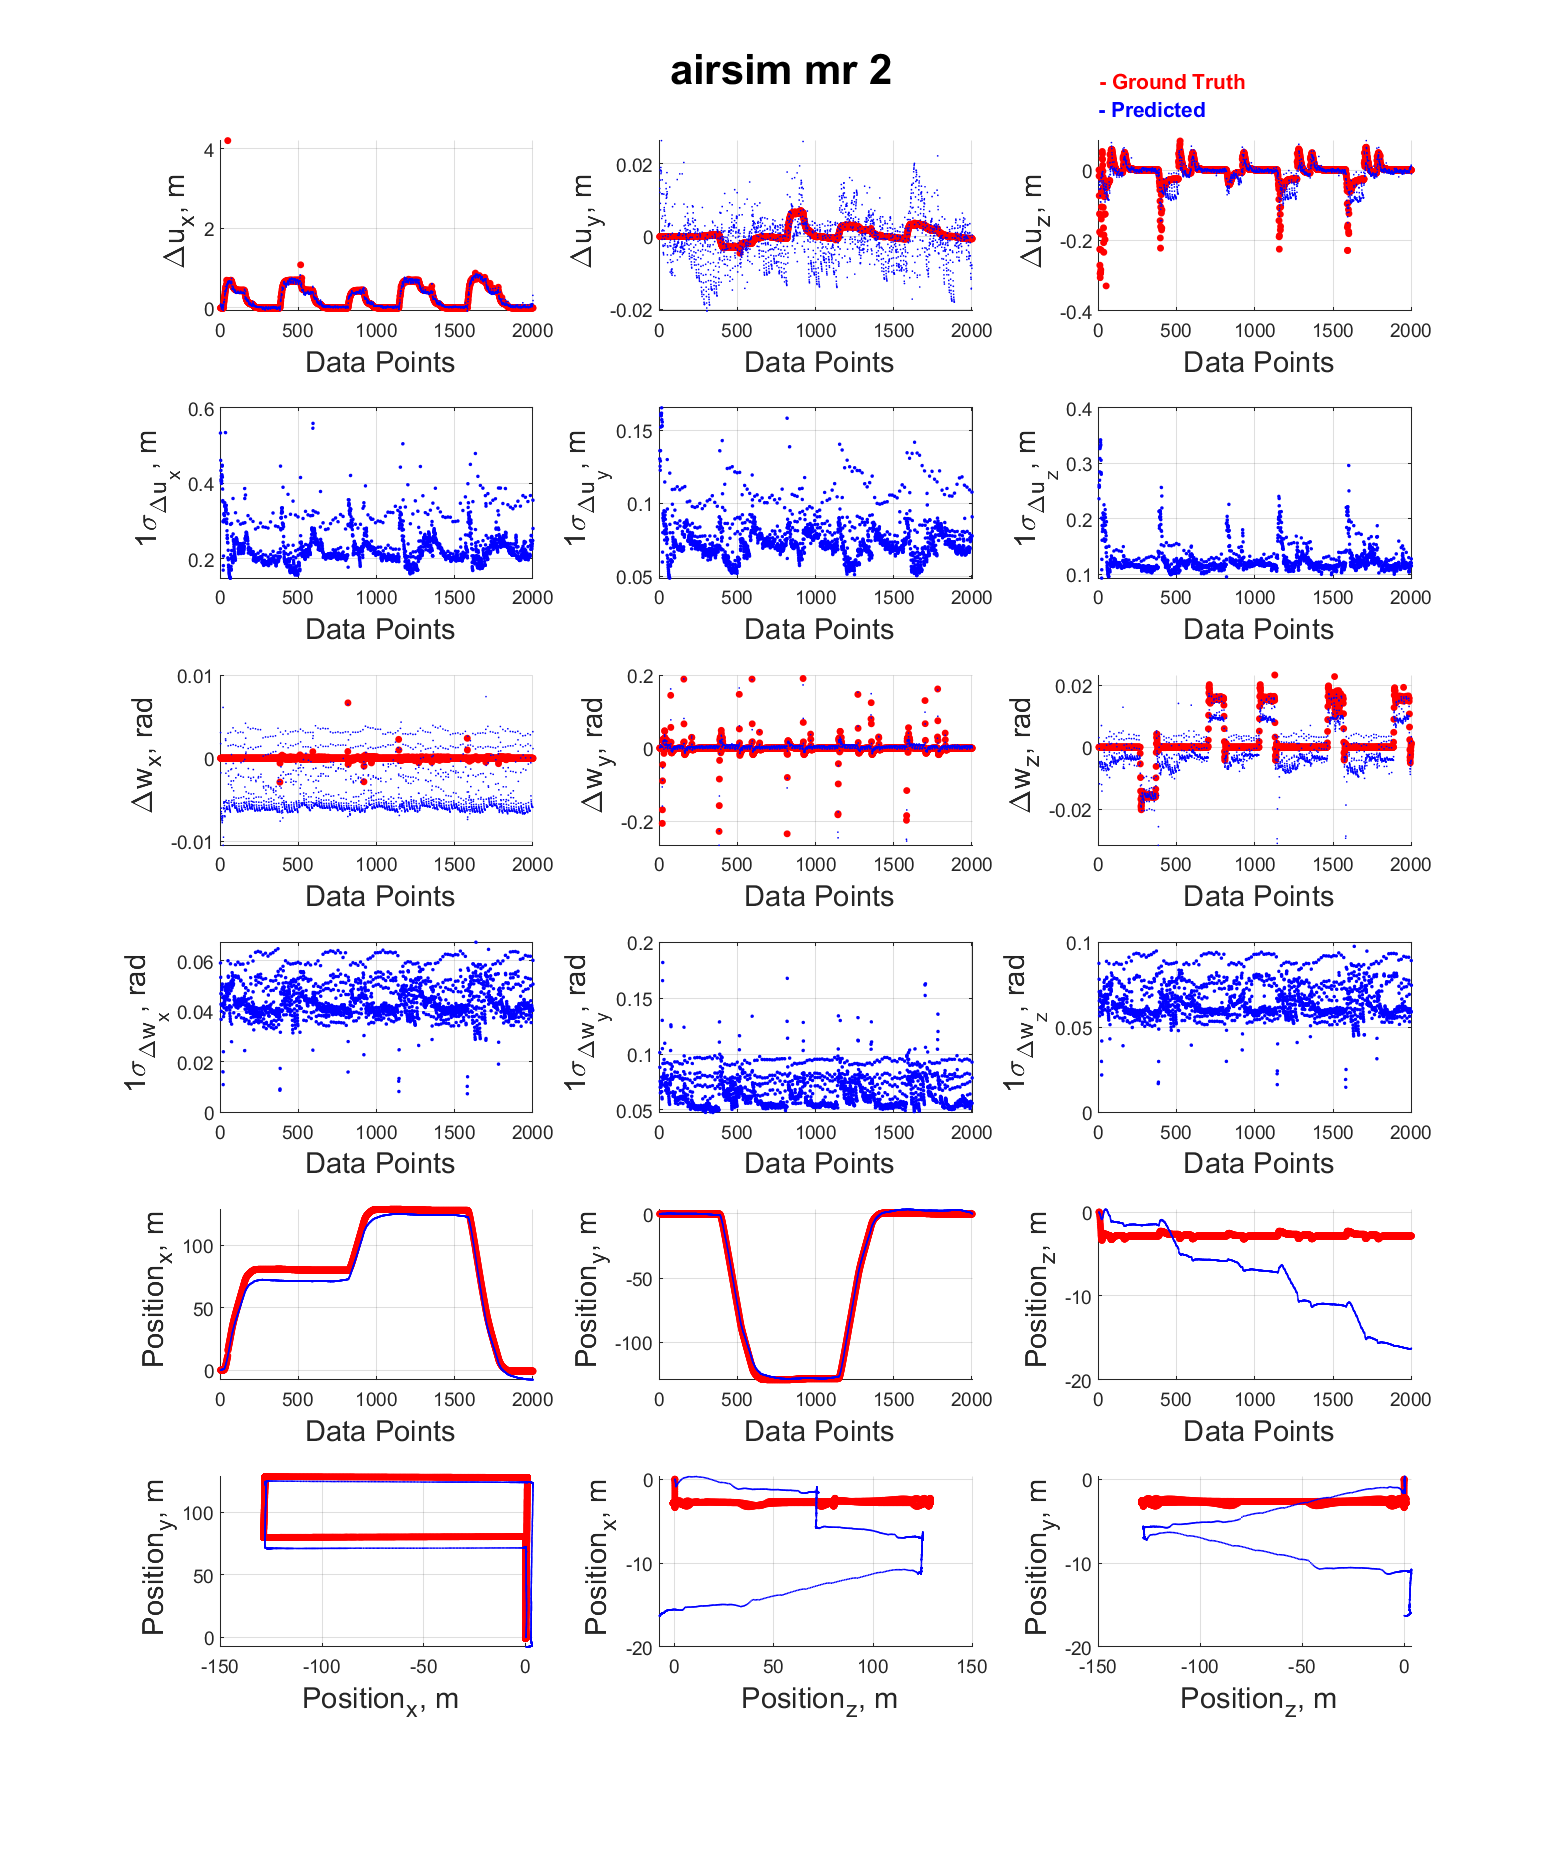 airsim mr 2
- Ground Truth
- Predicted
4
2
0
0 500 1000 1500 2000
Δu_x, m
Data Points
0.02
0
-0.02
0 500 1000 1500 2000
Δu_y, m
Data Points
0
-0.2
-0.4
0 500 1000 1500 2000
Δu_z, m
Data Points
0.6
0.4
0.2
0 500 1000 1500 2000
1σ_Δu_x, m
Data Points
0.15
0.1
0.05
0 500 1000 1500 2000
1σ_Δu_y, m
Data Points
0.4
0.3
0.2
0.1
0 500 1000 1500 2000
1σ_Δu_z, m
Data Points
0.01
0
-0.01
0 500 1000 1500 2000
Δw_x, rad
Data Points
0.2
0
-0.2
0 500 1000 1500 2000
Δw_y, rad
Data Points
0.02
0
-0.02
0 500 1000 1500 2000
Δw_z, rad
Data Points
0.06
0.04
0.02
0
0 500 1000 1500 2000
1σ_Δw_x, rad
Data Points
0.2
0.15
0.1
0.05
0 500 1000 1500 2000
1σ_Δw_y, rad
Data Points
0.1
0.05
0
0 500 1000 1500 2000
1σ_Δw_z, rad
Data Points
100
50
0
0 500 1000 1500 2000
Position_x, m
Data Points
0
-50
-100
0 500 1000 1500 2000
Position_y, m
Data Points
0
-10
-20
0 500 1000 1500 2000
Position_z, m
Data Points
100
50
0
-150 -100 -50 0
Position_y, m
Position_x, m
0
-10
-20
0 50 100 150
Position_x, m
Position_z, m
0
-10
-20
-150 -100 -50 0
Position_y, m
Position_z, m